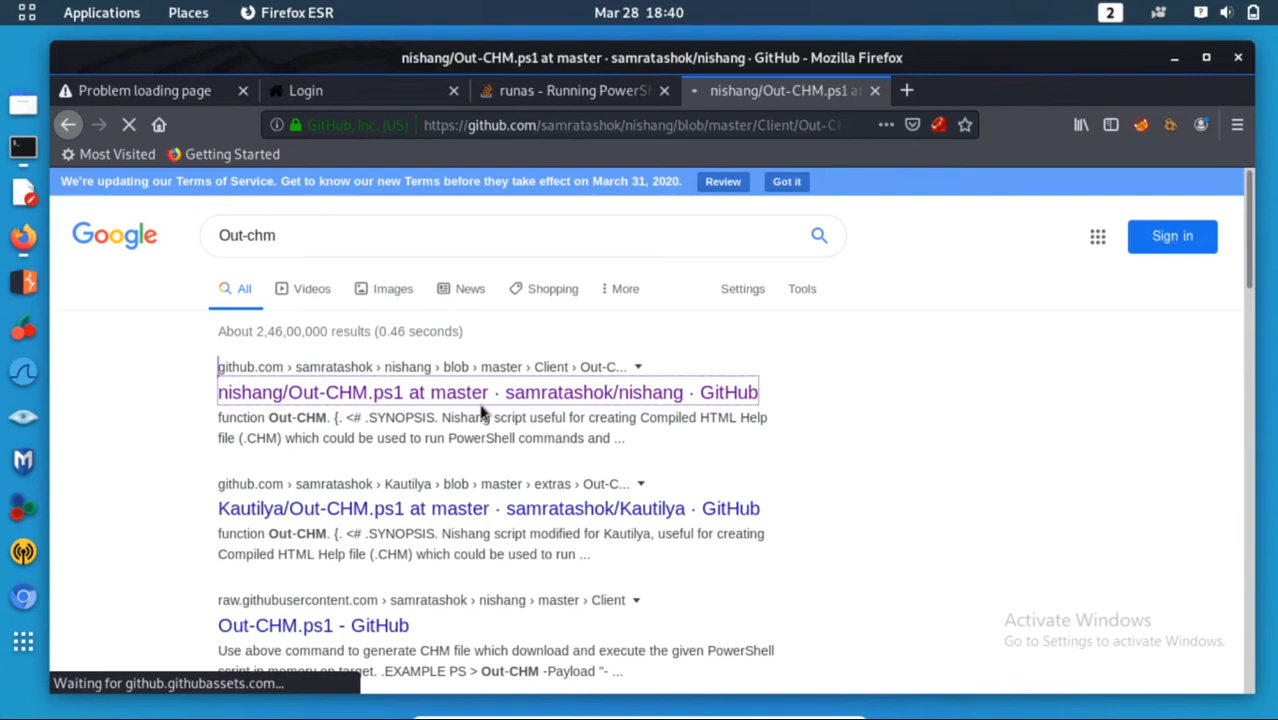 Applications Places Firefox ESR Mar 28 18:40 2
nishang/Out-CHM.ps1 at master · samratashok/nishang · GitHub - Mozilla Firefox
Problem loading page Login runas - Running PowerSh nishang/Out-CHM.ps1 at
GitHub, Inc. (US) https://github.com/samratashok/nishang/blob/master/Client/Out-C
Most Visited Getting Started
We're updating our Terms of Service. Get to know our new Terms before they take effect on March 31, 2020. Review Got it
Google Out-chm Sign in
All Videos Images News Shopping More Settings Tools
About 2,46,00,000 results (0.46 seconds)
github.com › samratashok › nishang › blob › master › Client › Out-C...
nishang/Out-CHM.ps1 at master · samratashok/nishang · GitHub
function Out-CHM. {. <# .SYNOPSIS. Nishang script useful for creating Compiled HTML Help
file (.CHM) which could be used to run PowerShell commands and ...
github.com › samratashok › Kautilya › blob › master › extras › Out-C...
Kautilya/Out-CHM.ps1 at master · samratashok/Kautilya · GitHub
function Out-CHM. {. <# .SYNOPSIS. Nishang script modified for Kautilya, useful for creating
Compiled HTML Help file (.CHM) which could be used to run ...
raw.githubusercontent.com › samratashok › nishang › master › Client
Out-CHM.ps1 - GitHub
Use above command to generate CHM file which download and execute the given PowerShell
script in memory on target. .EXAMPLE PS > Out-CHM -Payload "- ...
Activate Windows
Go to Settings to activate Windows.
Waiting for github.githubassets.com...